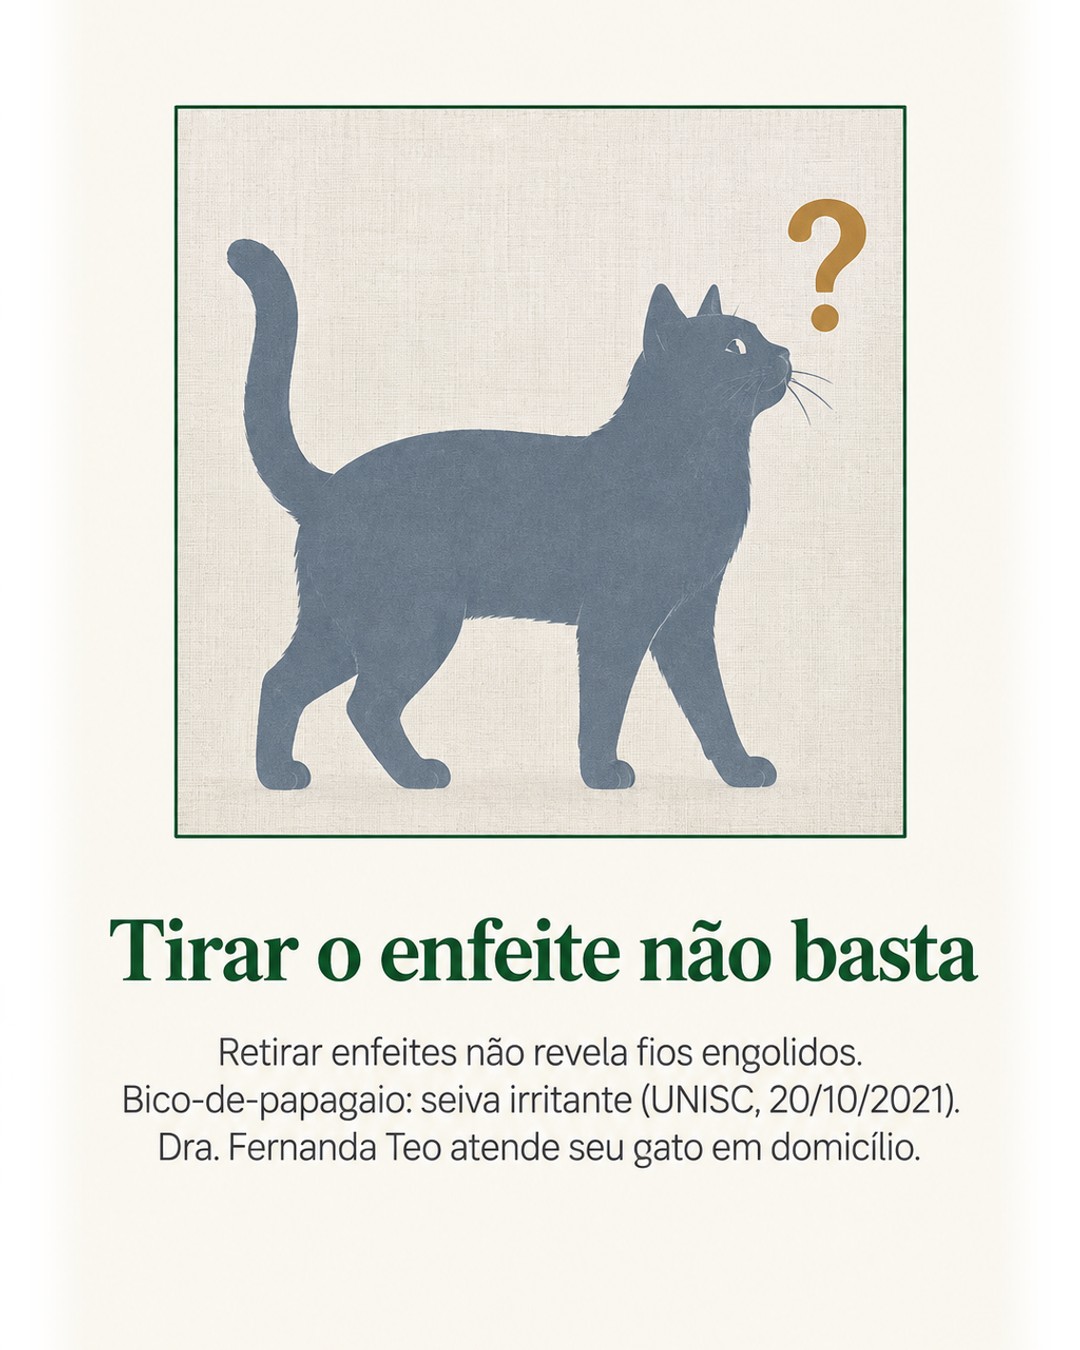 ?
Tirar o enfeite não basta
Retirar enfeites não revela fios engolidos.
Bico-de-papagaio: seiva irritante (UNISC, 20/10/2021).
Dra. Fernanda Teo atende seu gato em domicílio.